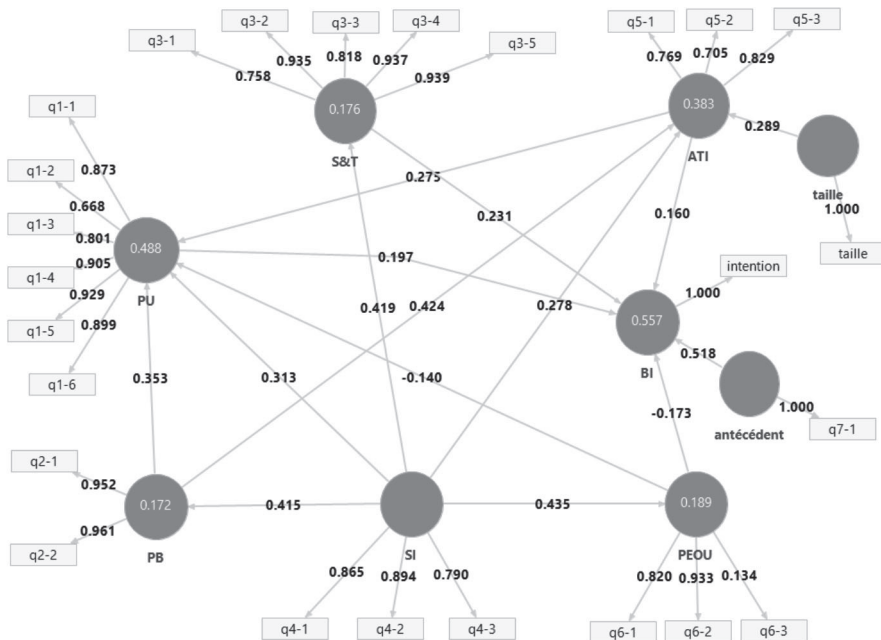 q3-1
q3-2
q3-3
q3-4
q3-5
0.758
0.935
0.818
0.937
0.939
0.176
S&T
q5-1
q5-2
q5-3
0.769
0.705
0.829
0.383
ATI
0.289
taille
1.000
taille
q1-1
q1-2
q1-3
q1-4
q1-5
q1-6
0.873
0.668
0.801
0.905
0.929
0.899
0.488
PU
0.275
0.231
0.160
0.197
0.419
0.424
0.278
intention
1.000
0.557
BI
0.518
antécédent
1.000
q7-1
0.353
0.313
-0.140
-0.173
q2-1
q2-2
0.952
0.961
0.172
PB
0.415
SI
0.435
0.189
PEOU
0.865
0.894
0.790
q4-1
q4-2
q4-3
0.820
0.933
0.134
q6-1
q6-2
q6-3